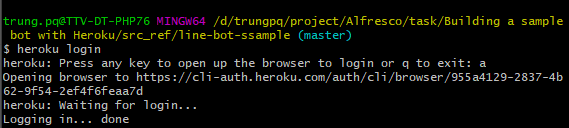 trung.pq@TTV-DT-PHP76 MINGW64 /d/trungpq/project/Alfresco/task/Building a sample
bot with Heroku/src_ref/line-bot-ssample (master)
$ heroku login
heroku: Press any key to open up the browser to login or q to exit: a
Opening browser to https://cli-auth.heroku.com/auth/cli/browser/955a4129-2837-4b
62-9f54-2ef4f6feaa7d
heroku: Waiting for login...
Logging in... done